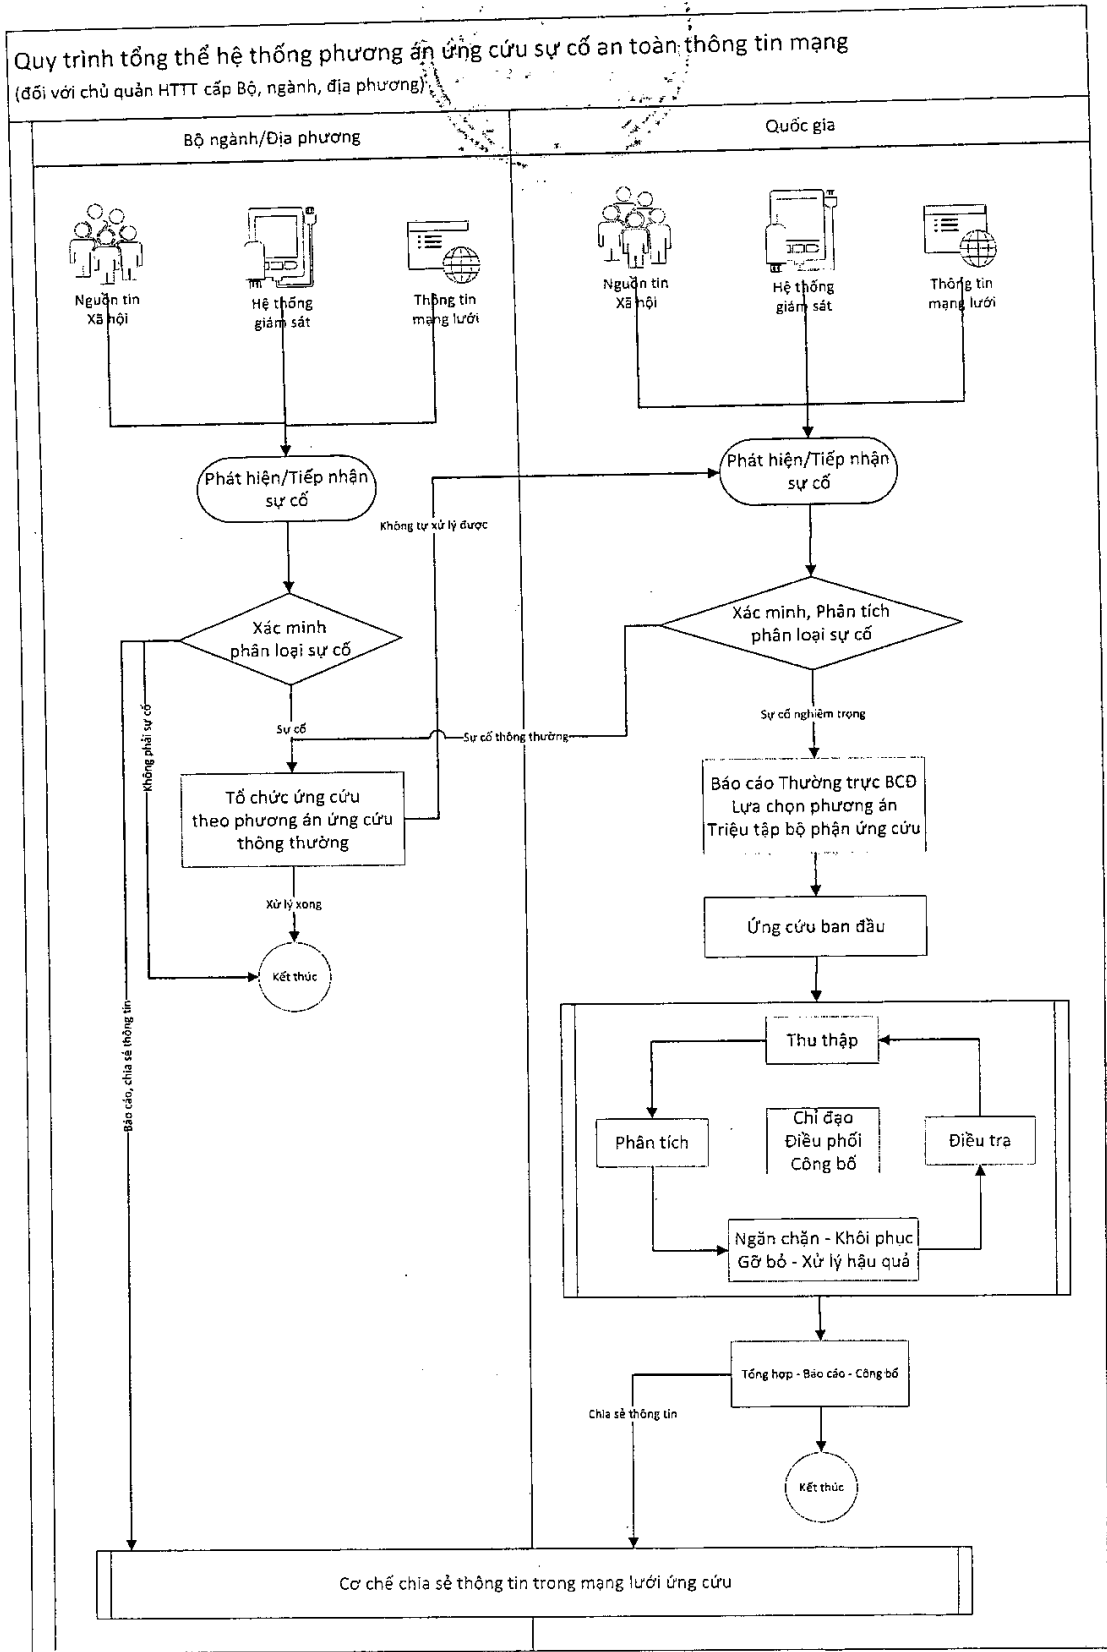 Quy trình tổng thể hệ thống phương án ứng cứu sự cố an toàn thông tin mạng
(đối với chủ quản HTTT cấp Bộ, ngành, địa phương)
Bộ ngành/Địa phương
Quốc gia
Nguồn tin
Xã hội
Hệ thống
giám sát
Thông tin
mạng lưới
Nguồn tin
Xã hội
Hệ thống
giám sát
Thông tin
mạng lưới
Phát hiện/Tiếp nhận
sự cố
Phát hiện/Tiếp nhận
sự cố
Không tự xử lý được
Xác minh
phân loại sự cố
Xác minh, Phân tích
phân loại sự cố
Không phải sự cố
Sự cố
Sự cố thông thường
Sự cố nghiêm trọng
Tổ chức ứng cứu
theo phương án ứng cứu
thông thường
Báo cáo Thường trực BCĐ
Lựa chọn phương án
Triệu tập bộ phận ứng cứu
Xử lý xong
Ứng cứu ban đầu
Kết thúc
Báo cáo, chia sẻ thông tin
Thu thập
Phân tích
Chỉ đạo
Điều phối
Công bố
Điều tra
Ngăn chặn - Khôi phục
Gỡ bỏ - Xử lý hậu quả
Tổng hợp - Báo cáo - Công bố
Chia sẻ thông tin
Kết thúc
Cơ chế chia sẻ thông tin trong mạng lưới ứng cứu